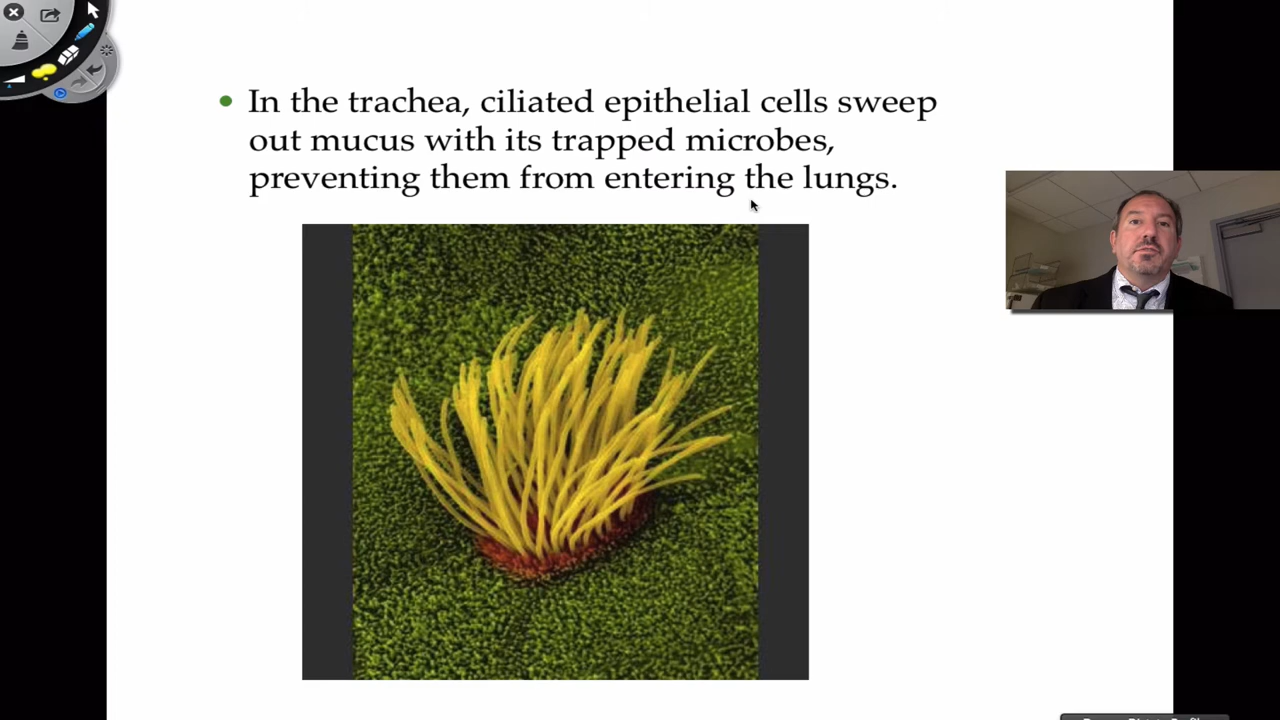 • In the trachea, ciliated epithelial cells sweep
out mucus with its trapped microbes,
preventing them from entering the lungs.